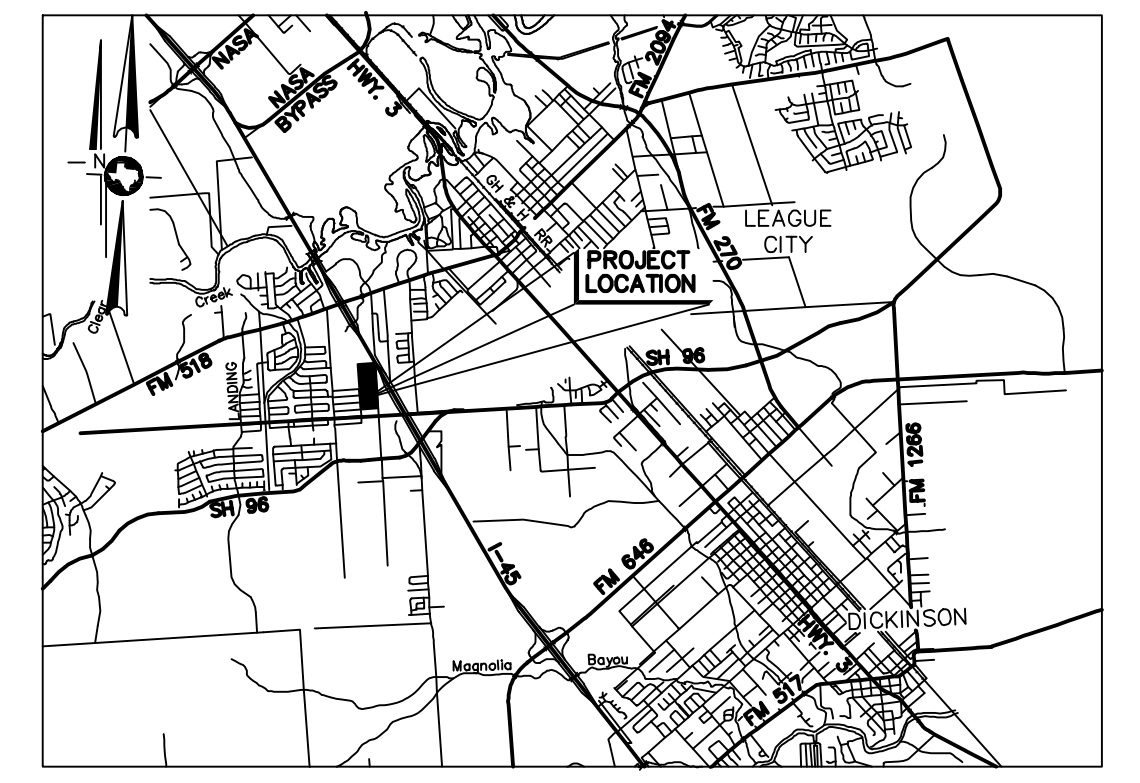 NASA
NASA
BYPASS
HWY. 3
FM 2094
N
GH & H RR
FM 270
LEAGUE
CITY
PROJECT
LOCATION
Clear
Creek
FM 518
LANDING
SH 96
SH 96
FM 1266
I-45
FM 646
DICKINSON
HWY. 3
Magnolia
Bayou
FM 517